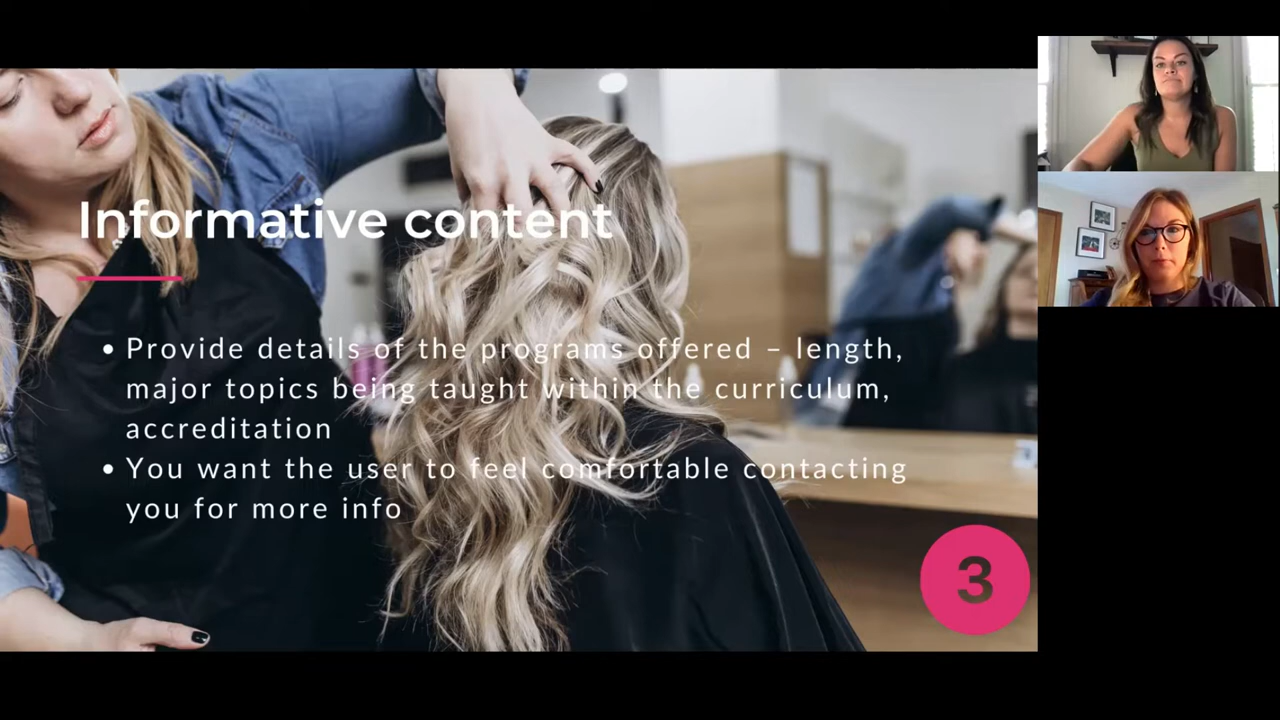 Informative content
• Provide details of the programs offered – length,
major topics being taught within the curriculum,
accreditation
• You want the user to feel comfortable contacting
you for more info
3